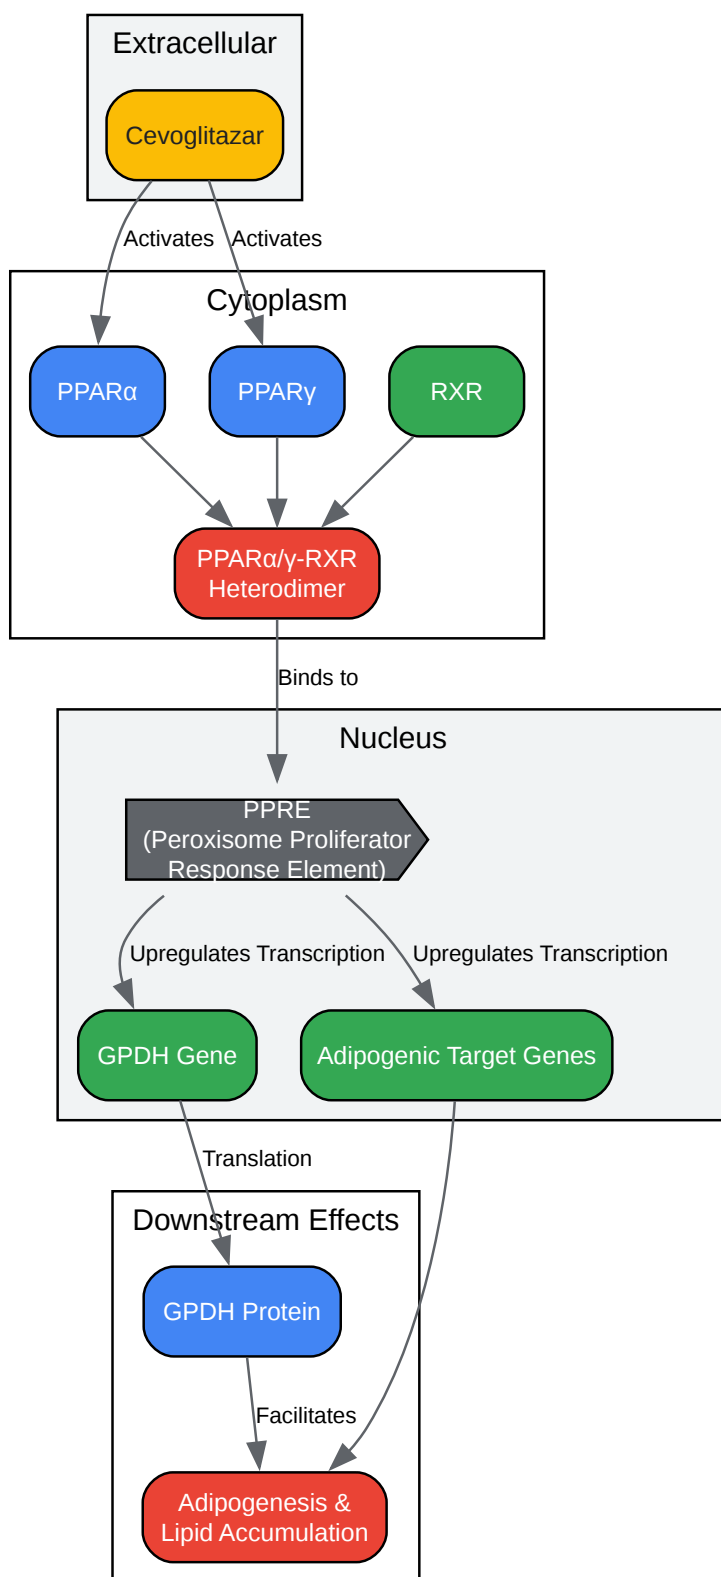 Extracellular
Cevoglitazar
Activates
Activates
Cytoplasm
PPARα
PPARγ
RXR
PPARα/γ-RXR
Heterodimer
Binds to
Nucleus
PPRE
(Peroxisome Proliferator
Response Element)
Upregulates Transcription
Upregulates Transcription
GPDH Gene
Adipogenic Target Genes
Translation
Downstream Effects
GPDH Protein
Facilitates
Adipogenesis &
Lipid Accumulation